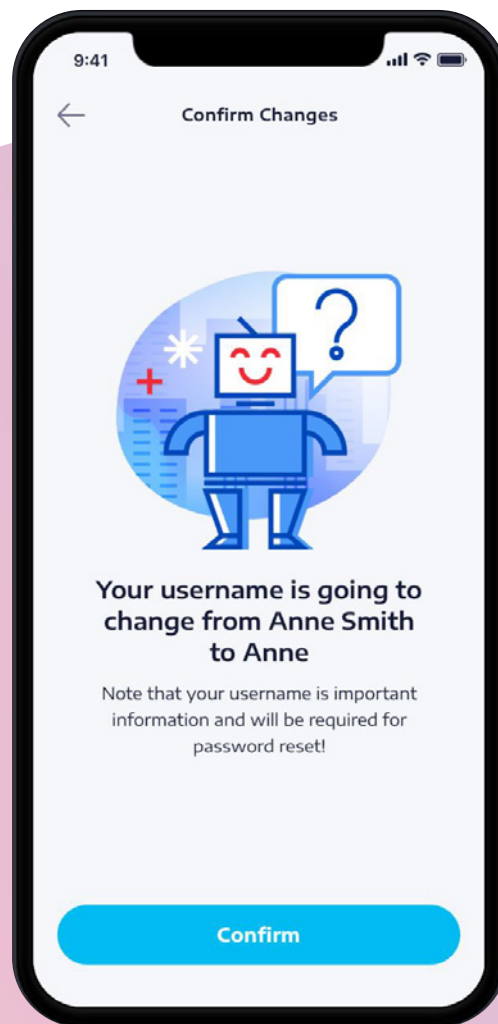 9:41
Confirm Changes
?
Your username is going to
change from Anne Smith
to Anne
Note that your username is important
information and will be required for
password reset!
Confirm